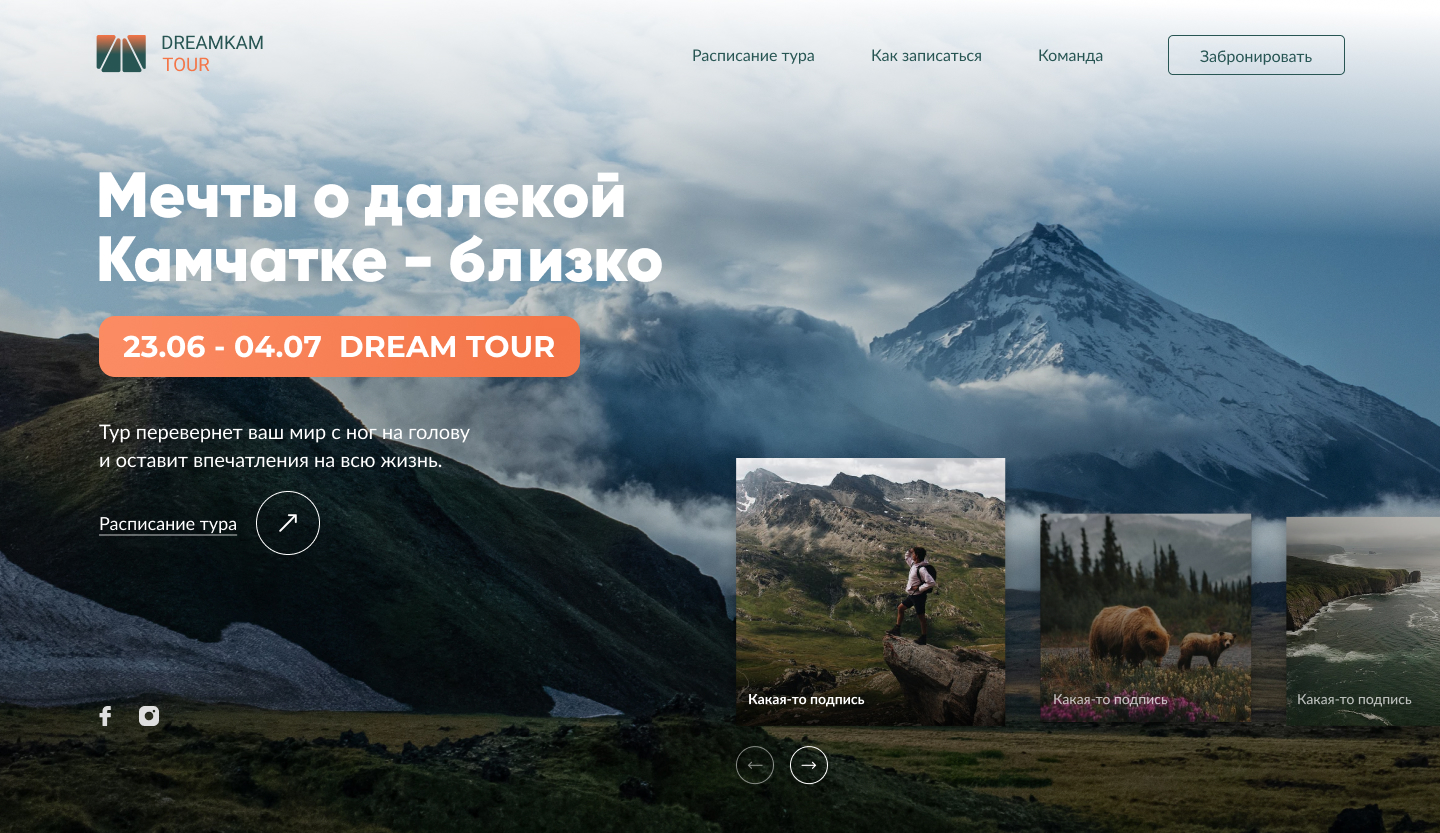 DREAMKAM
TOUR
Расписание тура
Как записаться
Команда
Забронировать
Мечты о далекой
Камчатке - близко
23.06 - 04.07 DREAM TOUR
Тур перевернет ваш мир с ног на голову
и оставит впечатления на всю жизнь.
Расписание тура
Какая-то подпись
Какая-то подпись
Какая-то подпись